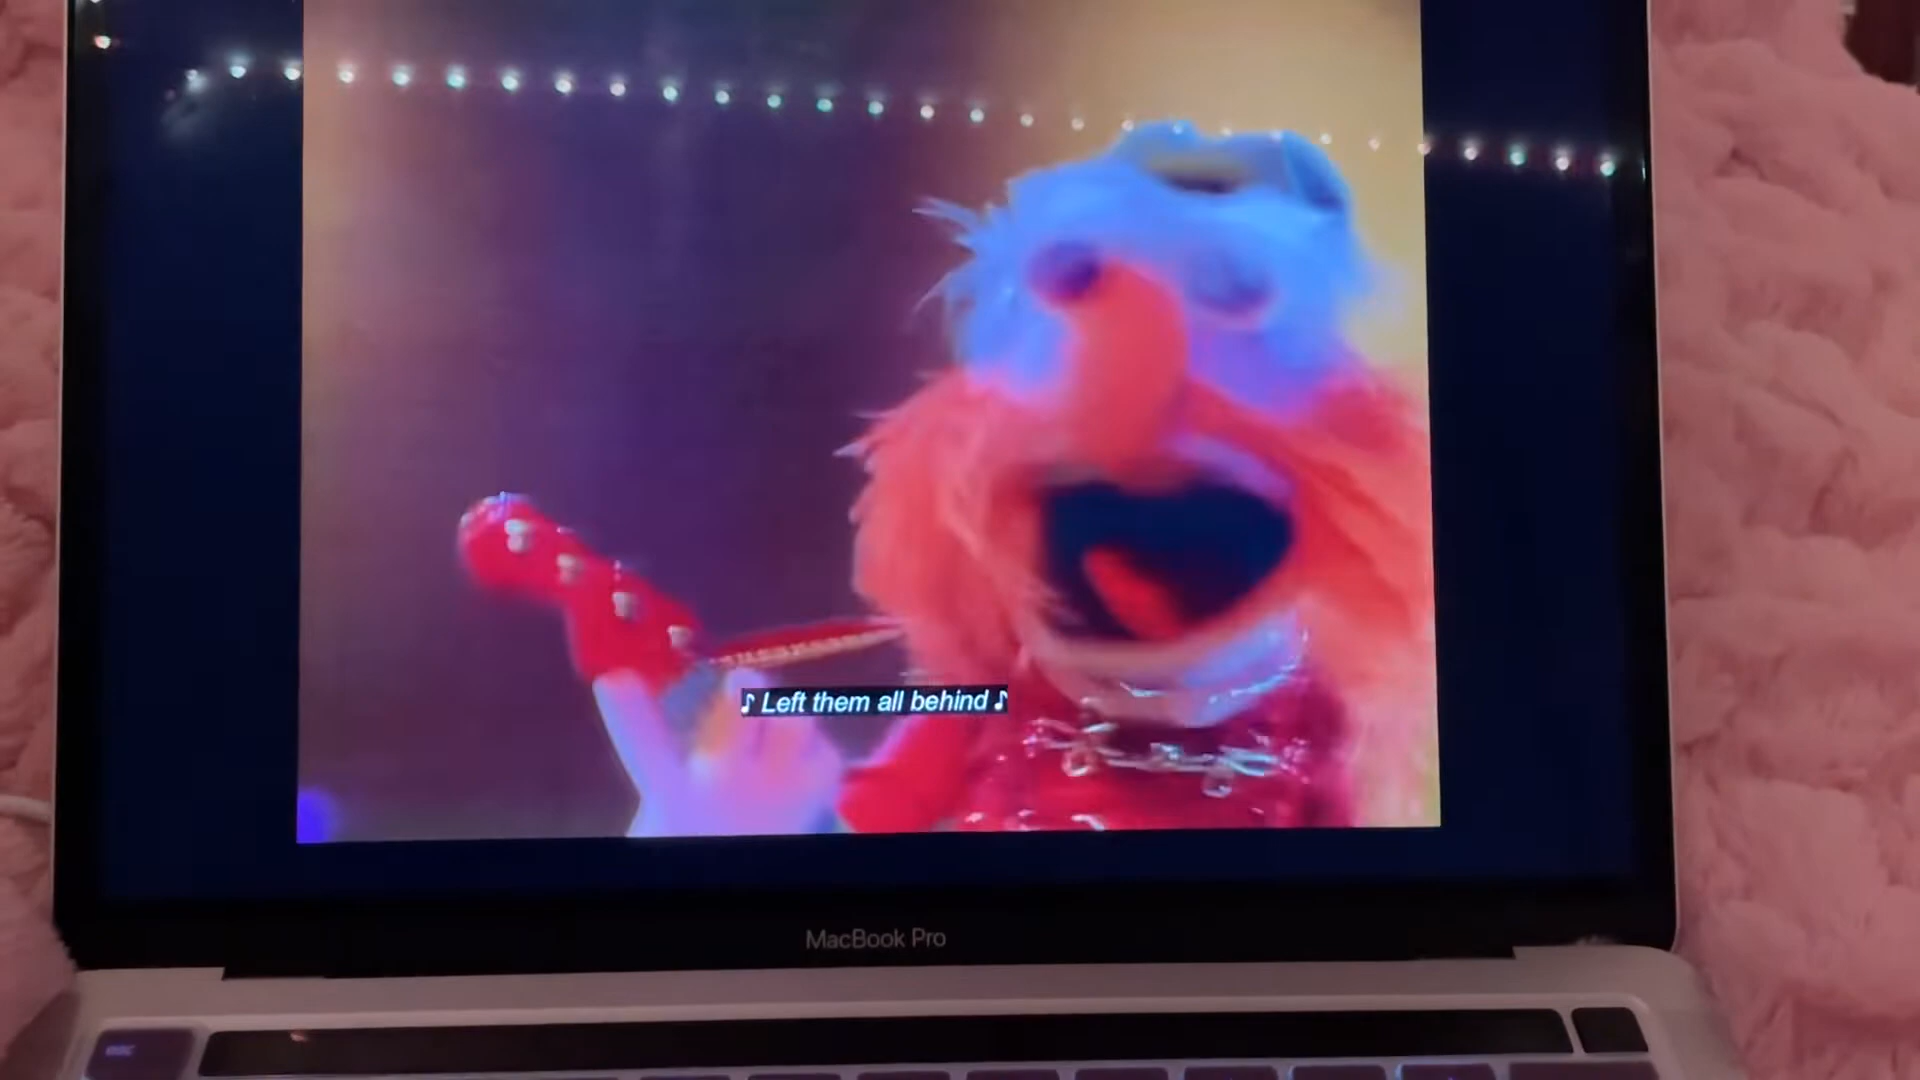 ♪ Left them all behind ♪
MacBook Pro
esc